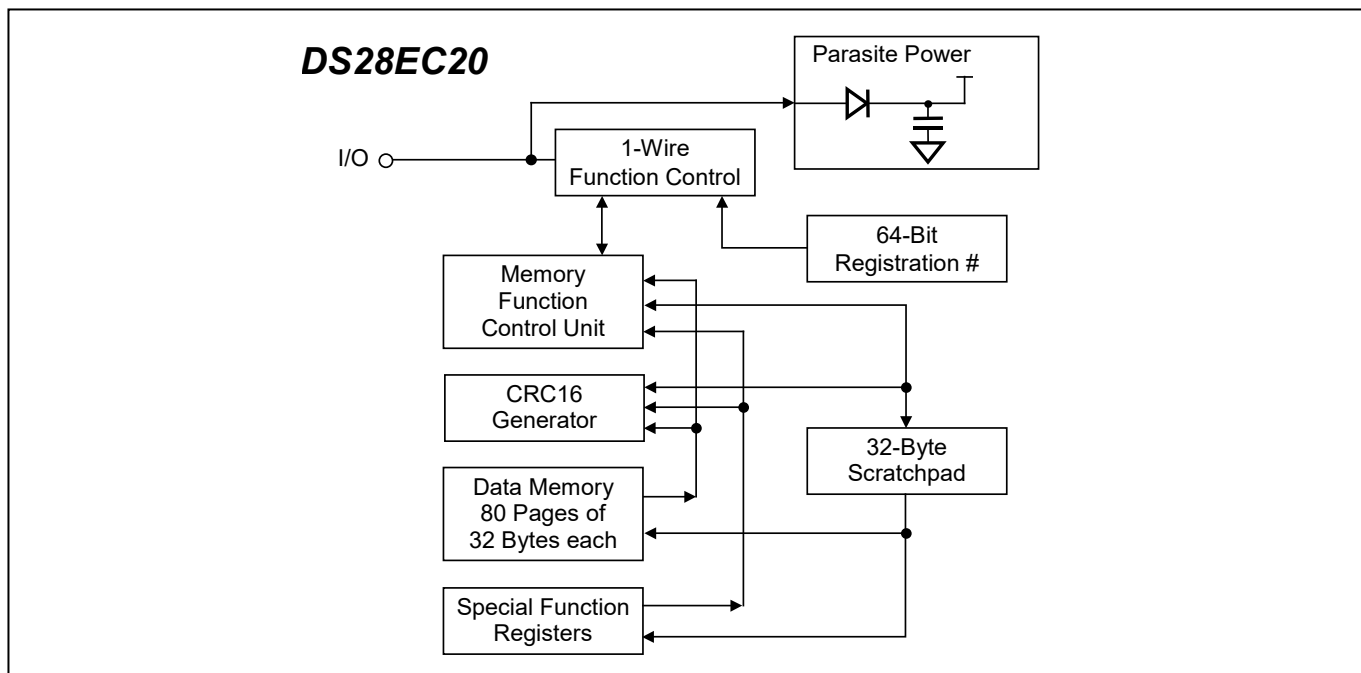 DS28EC20
Parasite Power
I/O
1-Wire
Function Control
64-Bit
Registration #
Memory
Function
Control Unit
CRC16
Generator
32-Byte
Scratchpad
Data Memory
80 Pages of
32 Bytes each
Special Function
Registers